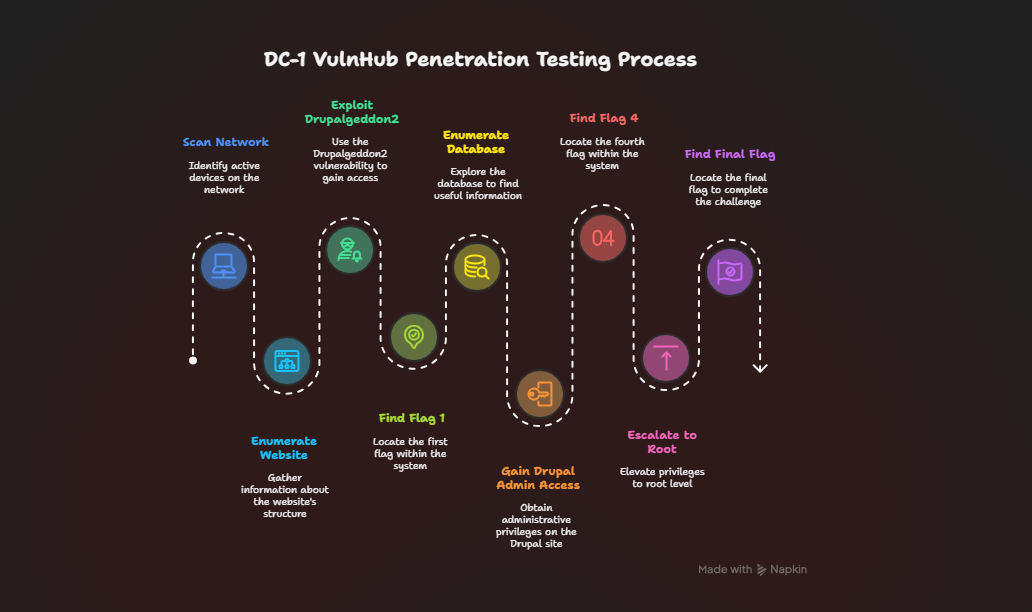 DC-1 VulnHub Penetration Testing Process
Scan Network
Identify active
devices on the
network
Enumerate
Website
Gather
information about
the website's
structure
Exploit
Drupalgeddon2
Use the
Drupalgeddon2
vulnerability to
gain access
Find Flag 1
Locate the first
flag within the
system
Enumerate
Database
Explore the
database to find
useful information
Gain Drupal
Admin Access
Obtain
administrative
privileges on the
Drupal site
Find Flag 4
Locate the fourth
flag within the
system
04
Escalate to
Root
Elevate privileges
to root level
Find Final Flag
Locate the final
flag to complete
the challenge
Made with Napkin